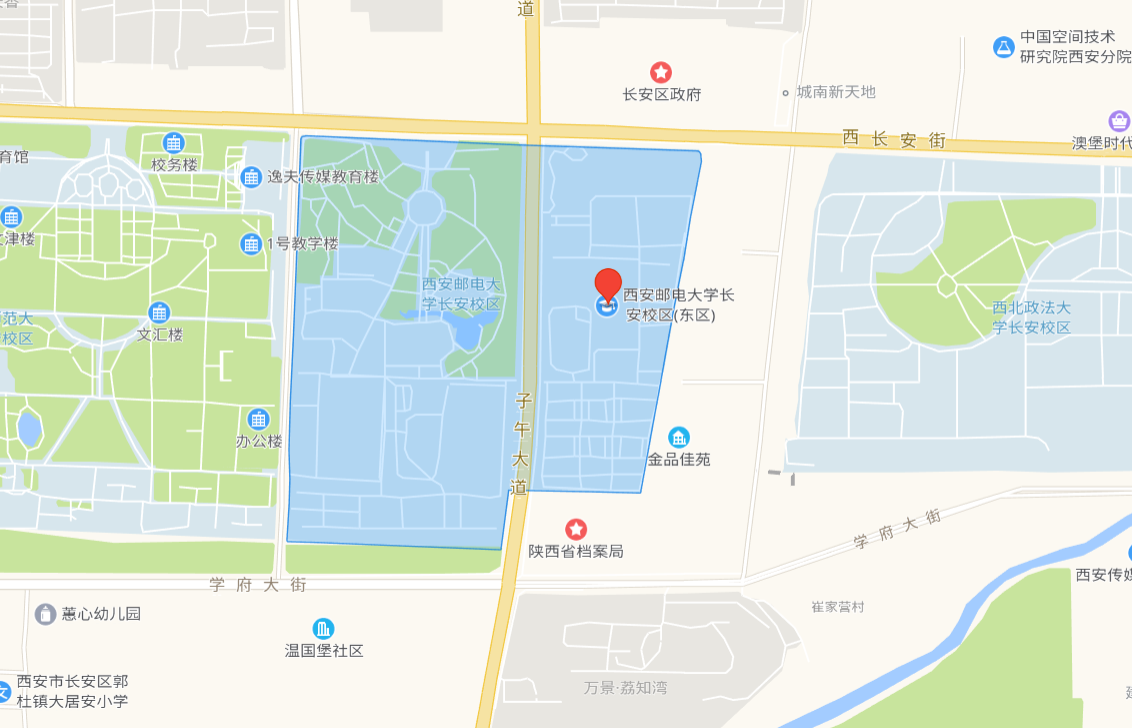 道
中国空间技术
研究院西安分院
长安区政府
城南新天地
西长安街
澳堡时代
育馆
校务楼
逸夫传媒教育楼
津楼
1号教学楼
西安邮电大
学长安校区
西安邮电大学长
安校区(东区)
西北政法大
学长安校区
范大
校区
文汇楼
子午大道
办公楼
金品佳苑
陕西省档案局
学府大街
学府大街
西安传媒
崔家营村
蕙心幼儿园
温国堡社区
西安市长安区郭
杜镇大居安小学
万景·荔知湾